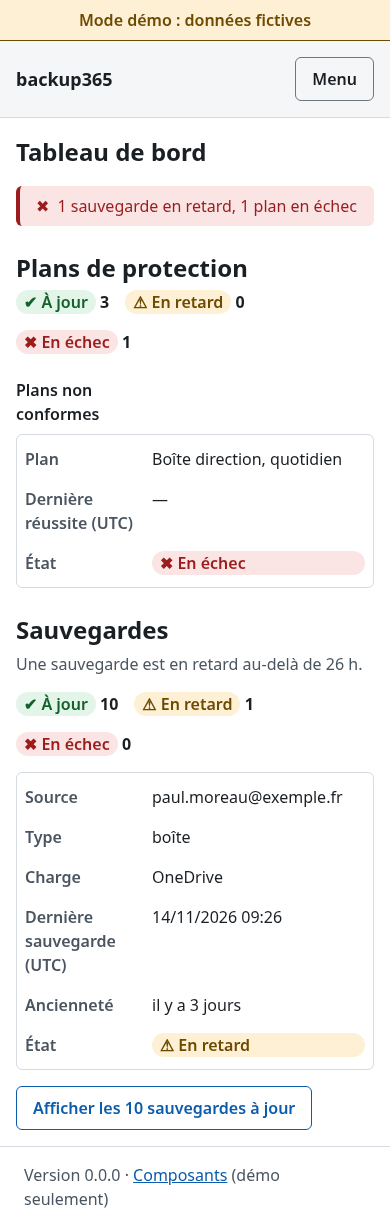 Mode démo : données fictives
backup365
Menu
Tableau de bord
✖ 1 sauvegarde en retard, 1 plan en échec
Plans de protection
✔ À jour 3 ⚠ En retard 0
✖ En échec 1
Plans non
conformes
Plan Boîte direction, quotidien
Dernière —
réussite (UTC)
État ✖ En échec
Sauvegardes
Une sauvegarde est en retard au-delà de 26 h.
✔ À jour 10 ⚠ En retard 1
✖ En échec 0
Source paul.moreau@exemple.fr
Type boîte
Charge OneDrive
Dernière 14/11/2026 09:26
sauvegarde
(UTC)
Ancienneté il y a 3 jours
État ⚠ En retard
Afficher les 10 sauvegardes à jour
Version 0.0.0 · Composants (démo
seulement)